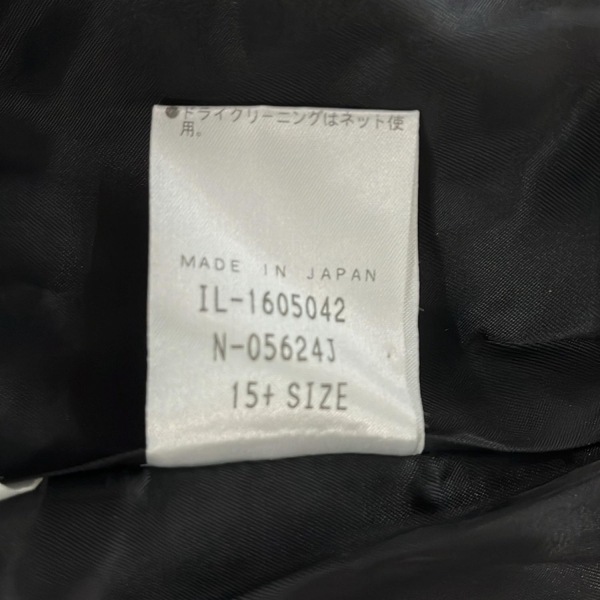 ●ドライクリーニングはネット使
用。
MADE IN JAPAN
IL-1605042
N-05624J
15+ SIZE